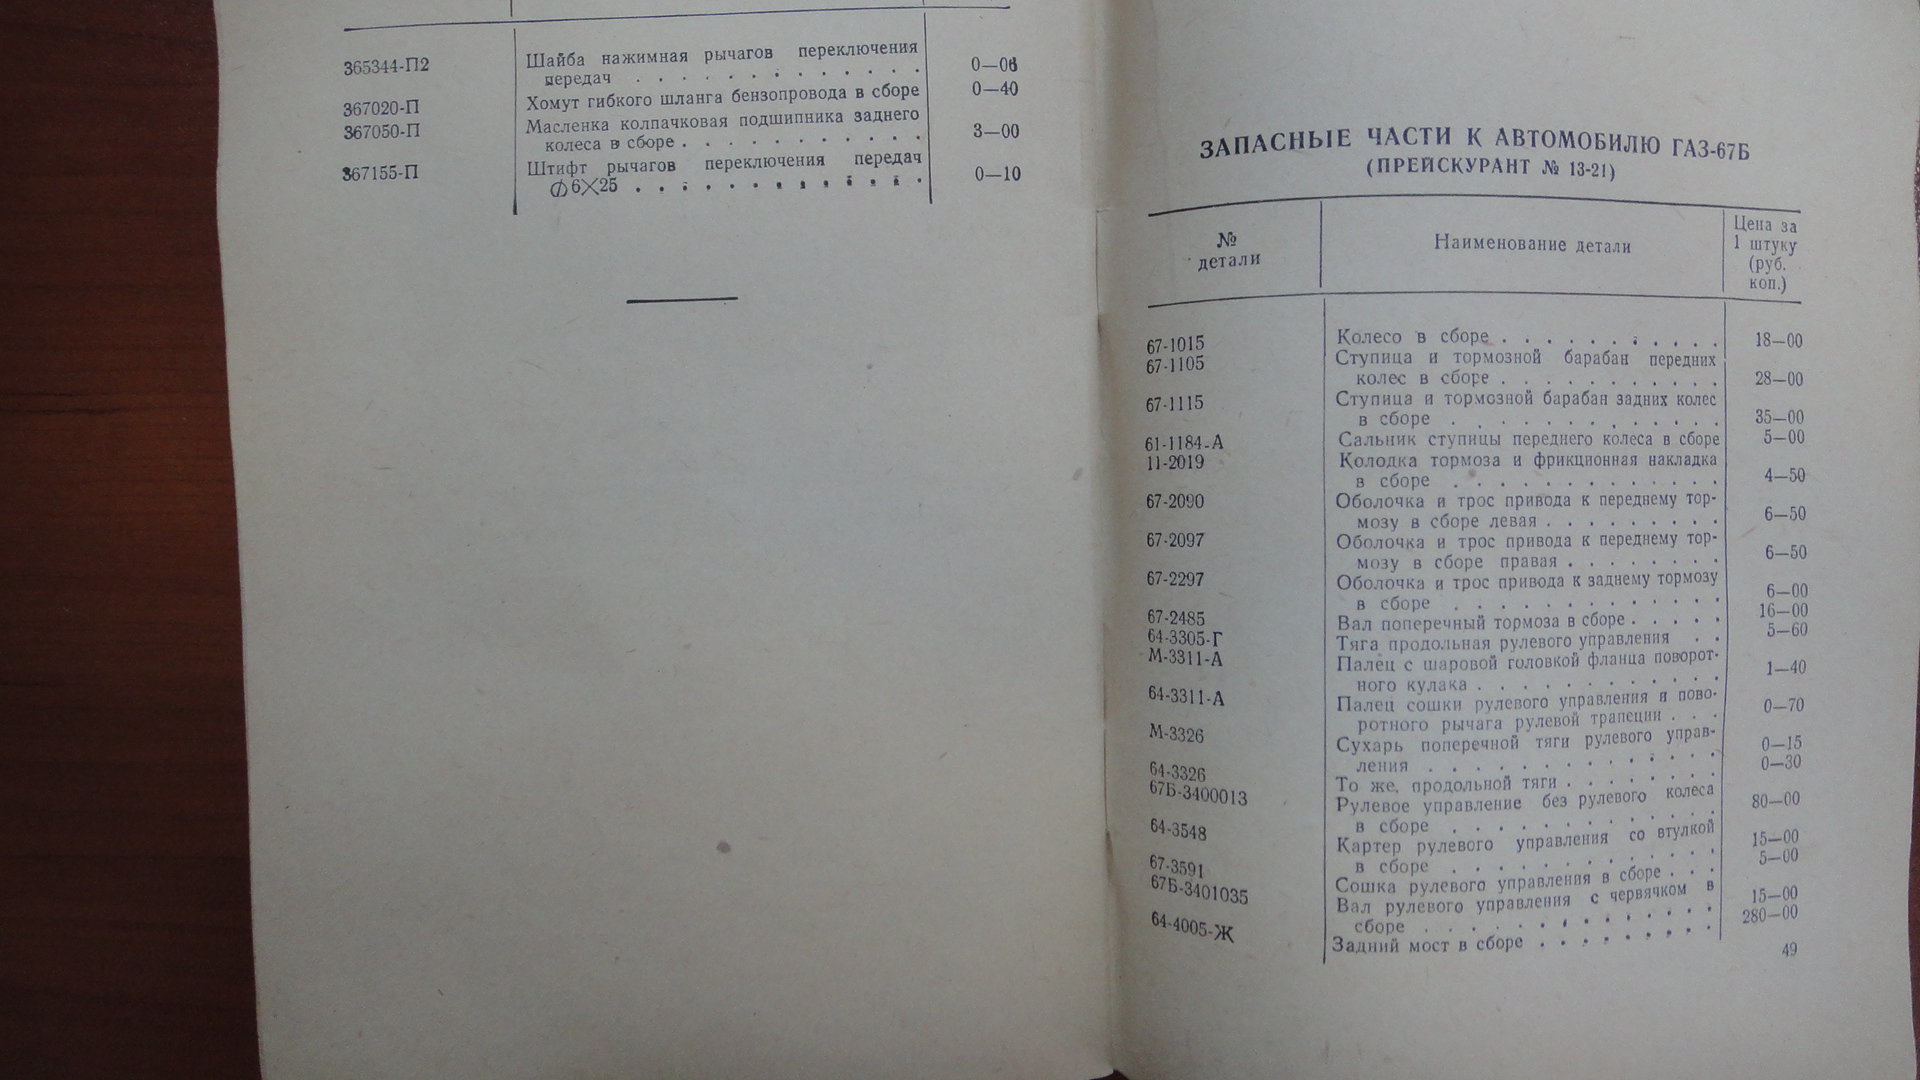 365344-П2 Шайба нажимная рычагов переключения
передач . . . . . . . . . . . . 0—06
367020-П Хомут гибкого шланга бензопровода в сборе 0—40
367050-П Масленка колпачковая подшипника заднего
колеса в сборе . . . . . . . . . . 3—00
367155-П Штифт рычагов переключения передач
∅6×25 . . . . . . . . . . . . 0—10
ЗАПАСНЫЕ ЧАСТИ К АВТОМОБИЛЮ ГАЗ-67Б
(ПРЕЙСКУРАНТ № 13-21)
№ детали
Наименование детали
Цена за
1 штуку
(руб.
коп.)
67-1015 Колесо в сборе . . . . . . . . . . 18—00
67-1105 Ступица и тормозной барабан передних
колес в сборе . . . . . . . . . . 28—00
67-1115 Ступица и тормозной барабан задних колес
в сборе . . . . . . . . . . . . 35—00
61-1184-А Сальник ступицы переднего колеса в сборе 5—00
11-2019 Колодка тормоза и фрикционная накладка
в сборе . . . . . . . . . . . . 4—50
67-2090 Оболочка и трос привода к переднему тор-
мозу в сборе левая . . . . . . . . 6—50
67-2097 Оболочка и трос привода к переднему тор-
мозу в сборе правая . . . . . . . 6—50
67-2297 Оболочка и трос привода к заднему тормозу
в сборе . . . . . . . . . . . . 6—00
67-2485 Вал поперечный тормоза в сборе . . . . . 16—00
64-3305-Г Тяга продольная рулевого управления . . 5—60
М-3311-А Палец с шаровой головкой фланца поворот-
ного кулака . . . . . . . . . . . 1—40
64-3311-А Палец сошки рулевого управления и пово-
ротного рычага рулевой трапеции . . . 0—70
М-3326 Сухарь поперечной тяги рулевого управ-
ления . . . . . . . . . . . . . 0—15
64-3326 То же, продольной тяги . . . . . . . . 0—30
67Б-3400013 Рулевое управление без рулевого колеса
в сборе . . . . . . . . . . . . 80—00
64-3548 Картер рулевого управления со втулкой
в сборе . . . . . . . . . . . . 15—00
67-3591 Сошка рулевого управления в сборе . . . 5—00
67Б-3401035 Вал рулевого управления с червячком в
сборе . . . . . . . . . . . . . 15—00
64-4005-Ж Задний мост в сборе . . . . . . . . . 280—00
49